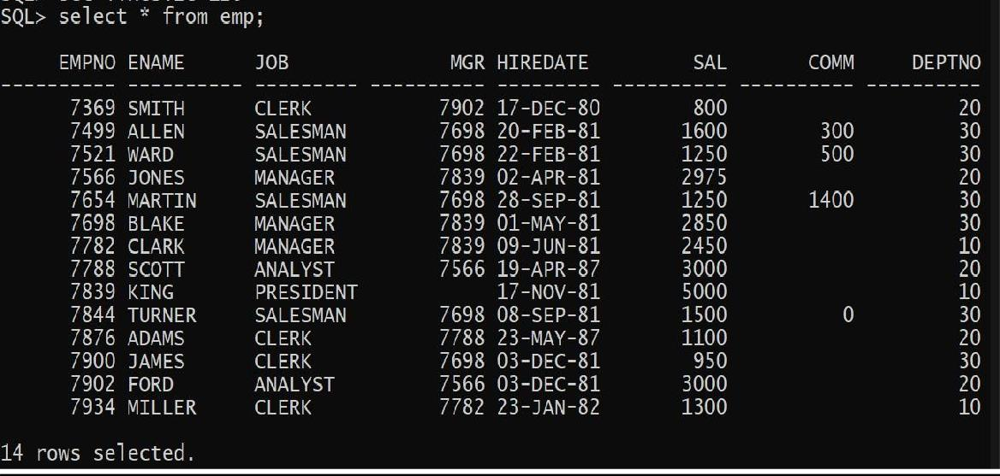 SQL> select * from emp;
EMPNO ENAME JOB MGR HIREDATE SAL COMM DEPTNO
---------- ---------- --------- ---------- --------- ---------- ---------- ----------
7369 SMITH CLERK 7902 17-DEC-80 800 20
7499 ALLEN SALESMAN 7698 20-FEB-81 1600 300 30
7521 WARD SALESMAN 7698 22-FEB-81 1250 500 30
7566 JONES MANAGER 7839 02-APR-81 2975 20
7654 MARTIN SALESMAN 7698 28-SEP-81 1250 1400 30
7698 BLAKE MANAGER 7839 01-MAY-81 2850 30
7782 CLARK MANAGER 7839 09-JUN-81 2450 10
7788 SCOTT ANALYST 7566 19-APR-87 3000 20
7839 KING PRESIDENT 17-NOV-81 5000 10
7844 TURNER SALESMAN 7698 08-SEP-81 1500 0 30
7876 ADAMS CLERK 7788 23-MAY-87 1100 20
7900 JAMES CLERK 7698 03-DEC-81 950 30
7902 FORD ANALYST 7566 03-DEC-81 3000 20
7934 MILLER CLERK 7782 23-JAN-82 1300 10
14 rows selected.